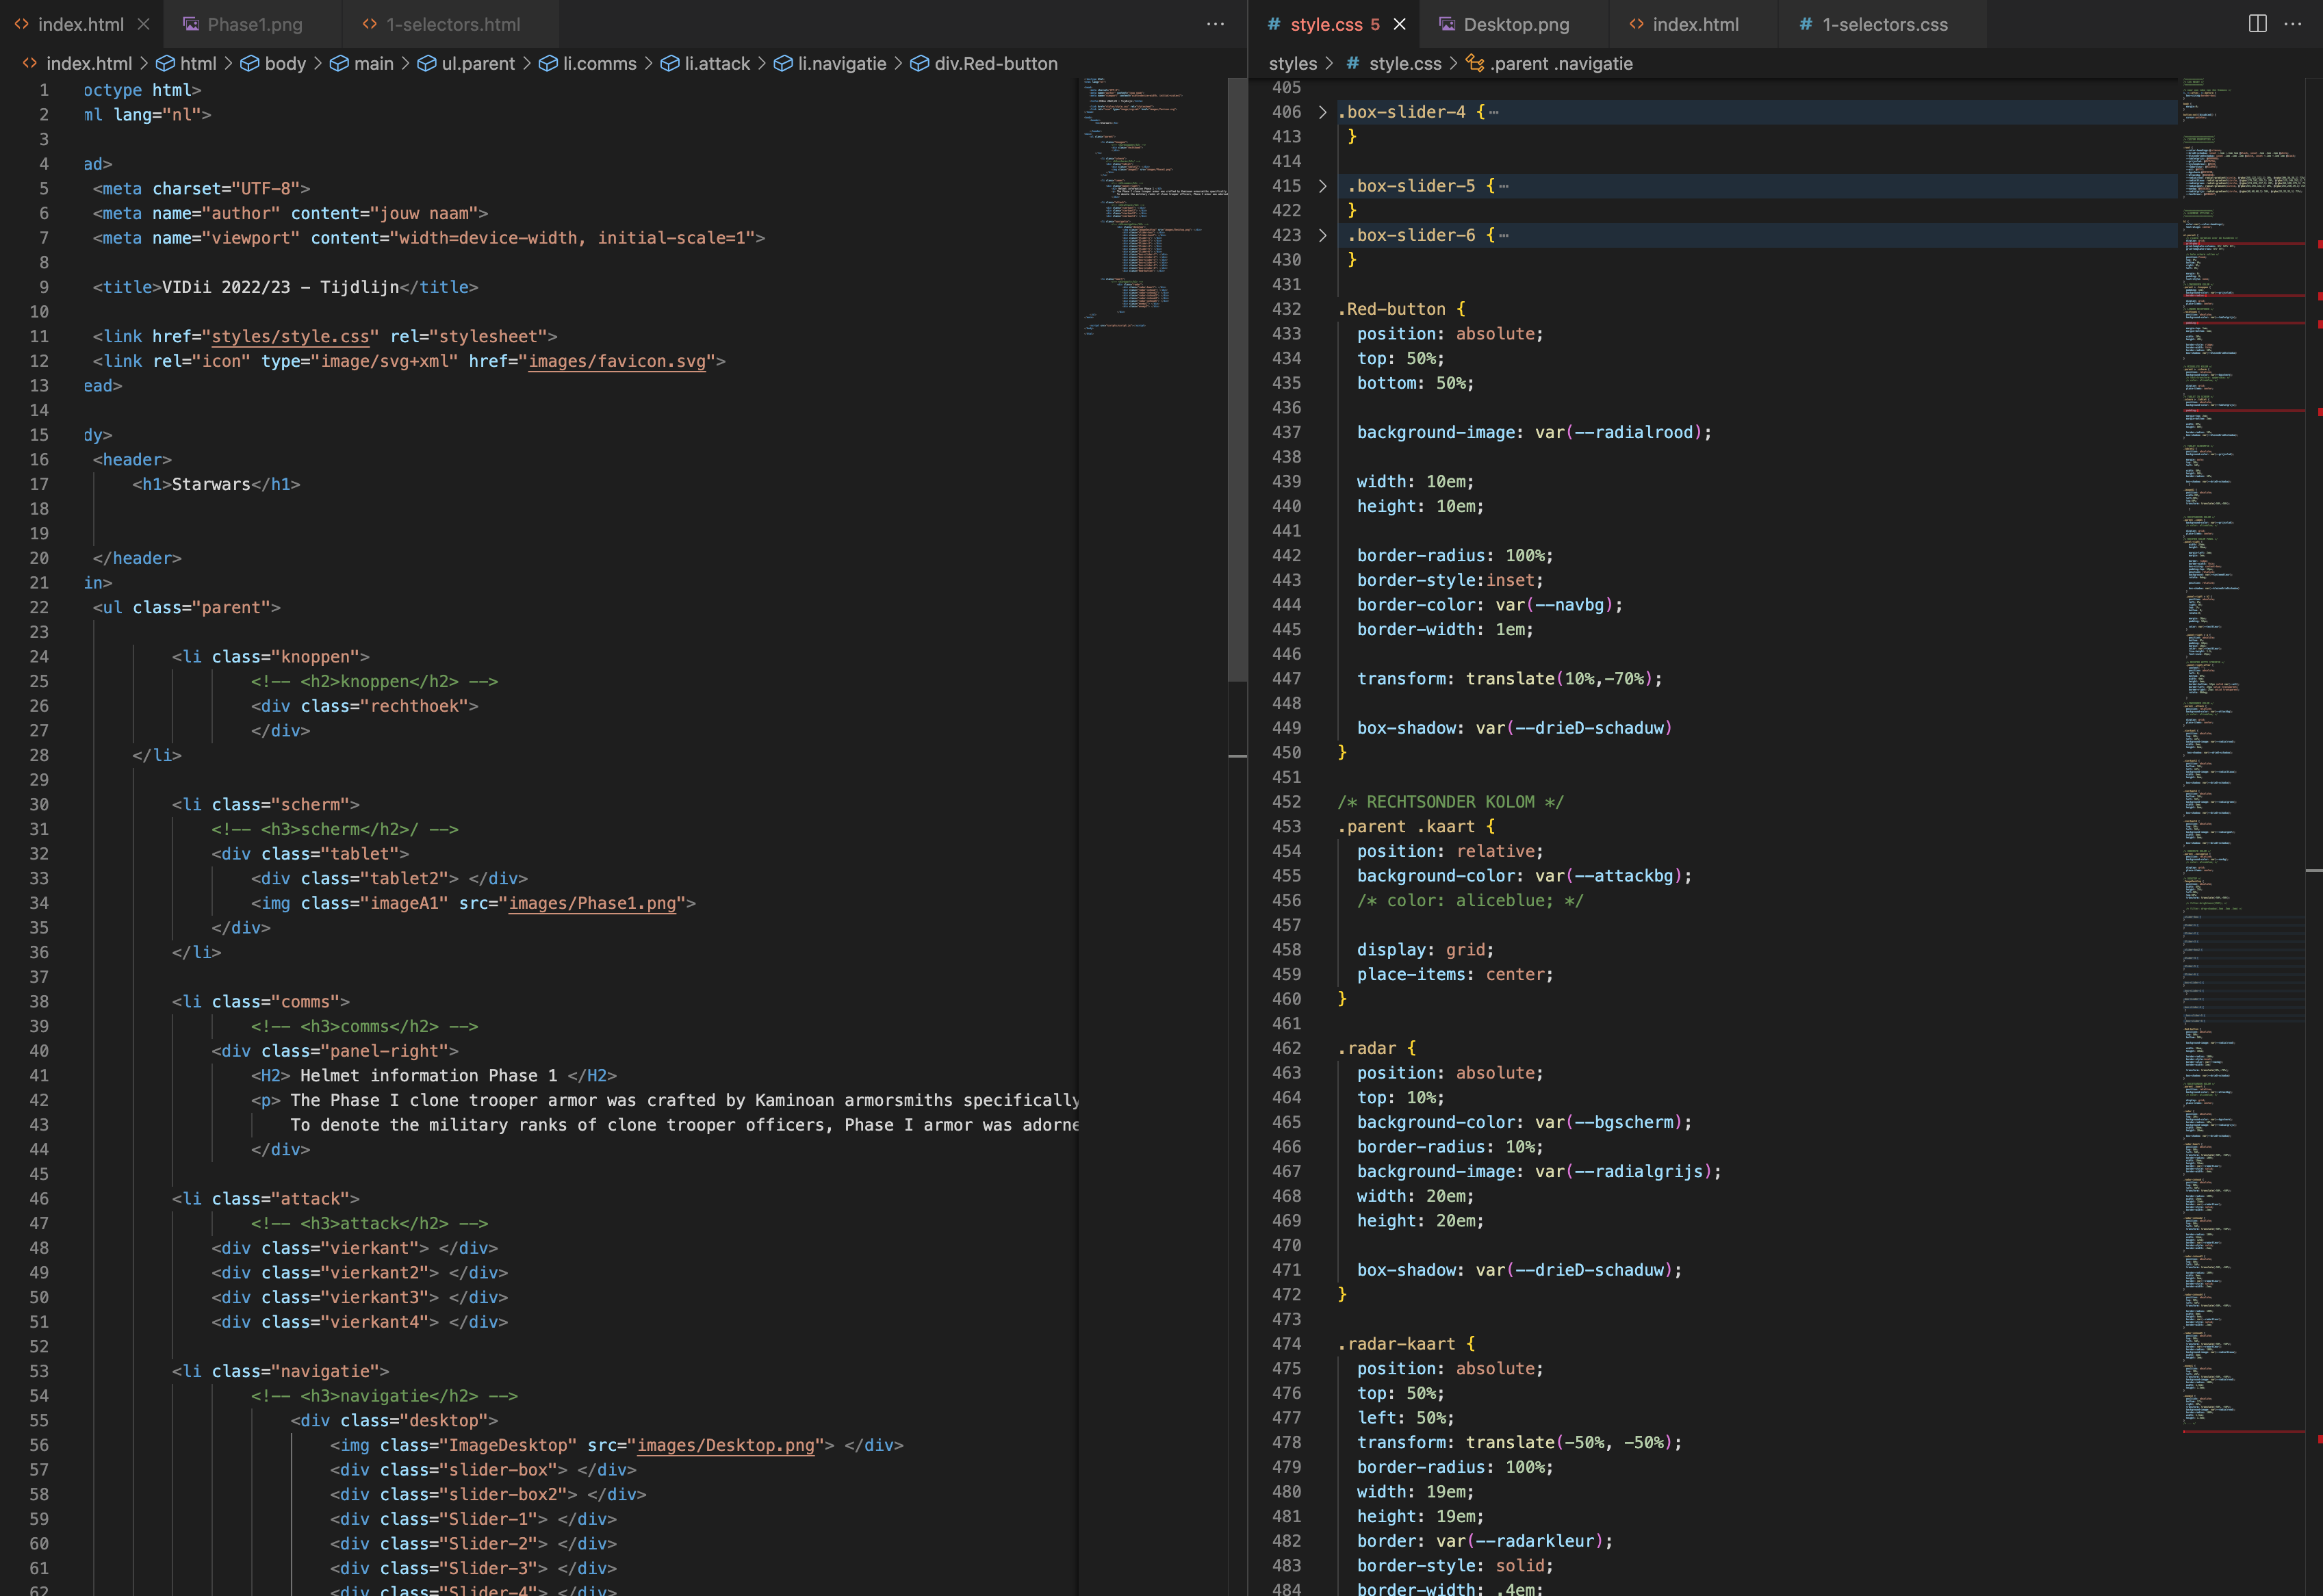 index.html
Phase1.png
1-selectors.html
index.html > html > body > main > ul.parent > li.comms > li.attack > li.navigatie > div.Red-button
1 octype html>
2 ml lang="nl">
3
4 ad>
5 <meta charset="UTF-8">
6 <meta name="author" content="jouw naam">
7 <meta name="viewport" content="width=device-width, initial-scale=1">
8
9 <title>VIDii 2022/23 – Tijdlijn</title>
10
11 <link href="styles/style.css" rel="stylesheet">
12 <link rel="icon" type="image/svg+xml" href="images/favicon.svg">
13 ead>
14
15 dy>
16 <header>
17 <h1>Starwars</h1>
18
19
20 </header>
21 in>
22 <ul class="parent">
23
24 <li class="knoppen">
25 <!-- <h2>knoppen</h2> -->
26 <div class="rechthoek">
27 </div>
28 </li>
29
30 <li class="scherm">
31 <!-- <h3>scherm</h2>/ -->
32 <div class="tablet">
33 <div class="tablet2"> </div>
34 <img class="imageA1" src="images/Phase1.png">
35 </div>
36 </li>
37
38 <li class="comms">
39 <!-- <h3>comms</h2> -->
40 <div class="panel-right">
41 <H2> Helmet information Phase 1 </H2>
42 <p> The Phase I clone trooper armor was crafted by Kaminoan armorsmiths specifically
43 To denote the military ranks of clone trooper officers, Phase I armor was adorne
44 </div>
45
46 <li class="attack">
47 <!-- <h3>attack</h2> -->
48 <div class="vierkant"> </div>
49 <div class="vierkant2"> </div>
50 <div class="vierkant3"> </div>
51 <div class="vierkant4"> </div>
52
53 <li class="navigatie">
54 <!-- <h3>navigatie</h2> -->
55 <div class="desktop">
56 <img class="ImageDesktop" src="images/Desktop.png"> </div>
57 <div class="slider-box"> </div>
58 <div class="slider-box2"> </div>
59 <div class="Slider-1"> </div>
60 <div class="Slider-2"> </div>
61 <div class="Slider-3"> </div>
62 <div class="Slider-4"> </div>
# style.css 5
Desktop.png
index.html
# 1-selectors.css
styles > # style.css > .parent .navigatie
405
406 .box-slider-4 {…
413 }
414
415 .box-slider-5 {…
422 }
423 .box-slider-6 {…
430 }
431
432 .Red-button {
433 position: absolute;
434 top: 50%;
435 bottom: 50%;
436
437 background-image: var(--radialrood);
438
439 width: 10em;
440 height: 10em;
441
442 border-radius: 100%;
443 border-style:inset;
444 border-color: var(--navbg);
445 border-width: 1em;
446
447 transform: translate(10%,-70%);
448
449 box-shadow: var(--drieD-schaduw)
450 }
451
452 /* RECHTSONDER KOLOM */
453 .parent .kaart {
454 position: relative;
455 background-color: var(--attackbg);
456 /* color: aliceblue; */
457
458 display: grid;
459 place-items: center;
460 }
461
462 .radar {
463 position: absolute;
464 top: 10%;
465 background-color: var(--bgscherm);
466 border-radius: 10%;
467 background-image: var(--radialgrijs);
468 width: 20em;
469 height: 20em;
470
471 box-shadow: var(--drieD-schaduw);
472 }
473
474 .radar-kaart {
475 position: absolute;
476 top: 50%;
477 left: 50%;
478 transform: translate(-50%, -50%);
479 border-radius: 100%;
480 width: 19em;
481 height: 19em;
482 border: var(--radarkleur);
483 border-style: solid;
484 border-width: .4em;